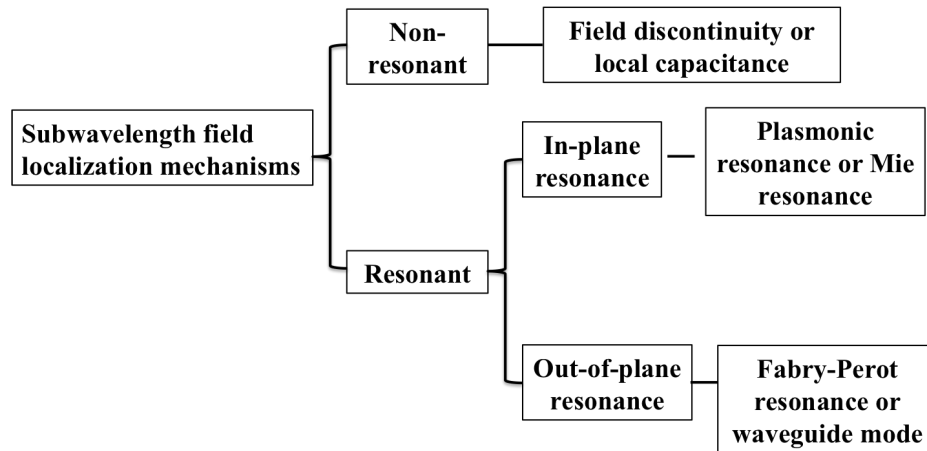 Subwavelength field
localization mechanisms
Non-
resonant
Field discontinuity or
local capacitance
Resonant
In-plane
resonance
Plasmonic
resonance or Mie
resonance
Out-of-plane
resonance
Fabry-Perot
resonance or
waveguide mode